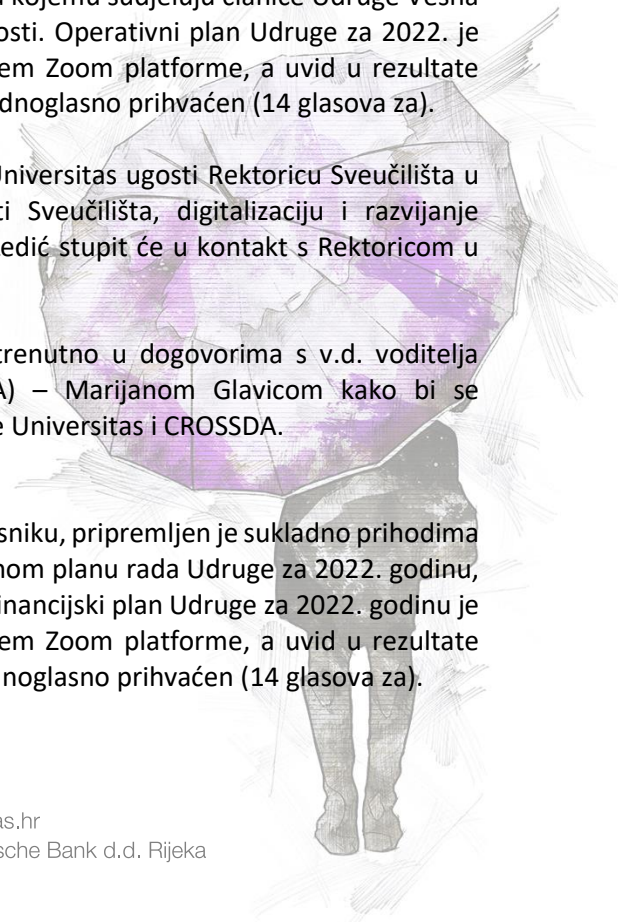 kojemu sudjeluju članice Udruge Vesna
osti. Operativni plan Udruge za 2022. je
em Zoom platforme, a uvid u rezultate
dnoglasno prihvaćen (14 glasova za).
Universitas ugosti Rektoricu Sveučilišta u
ti Sveučilišta, digitalizaciju i razvijanje
edić stupit će u kontakt s Rektoricom u
trenutno u dogovorima s v.d. voditelja
A) – Marijanom Glavicom kako bi se
e Universitas i CROSSDA.
sniku, pripremljen je sukladno prihodima
nom planu rada Udruge za 2022. godinu,
inancijski plan Udruge za 2022. godinu je
em Zoom platforme, a uvid u rezultate
noglasno prihvaćen (14 glasova za).
as.hr
sche Bank d.d. Rijeka